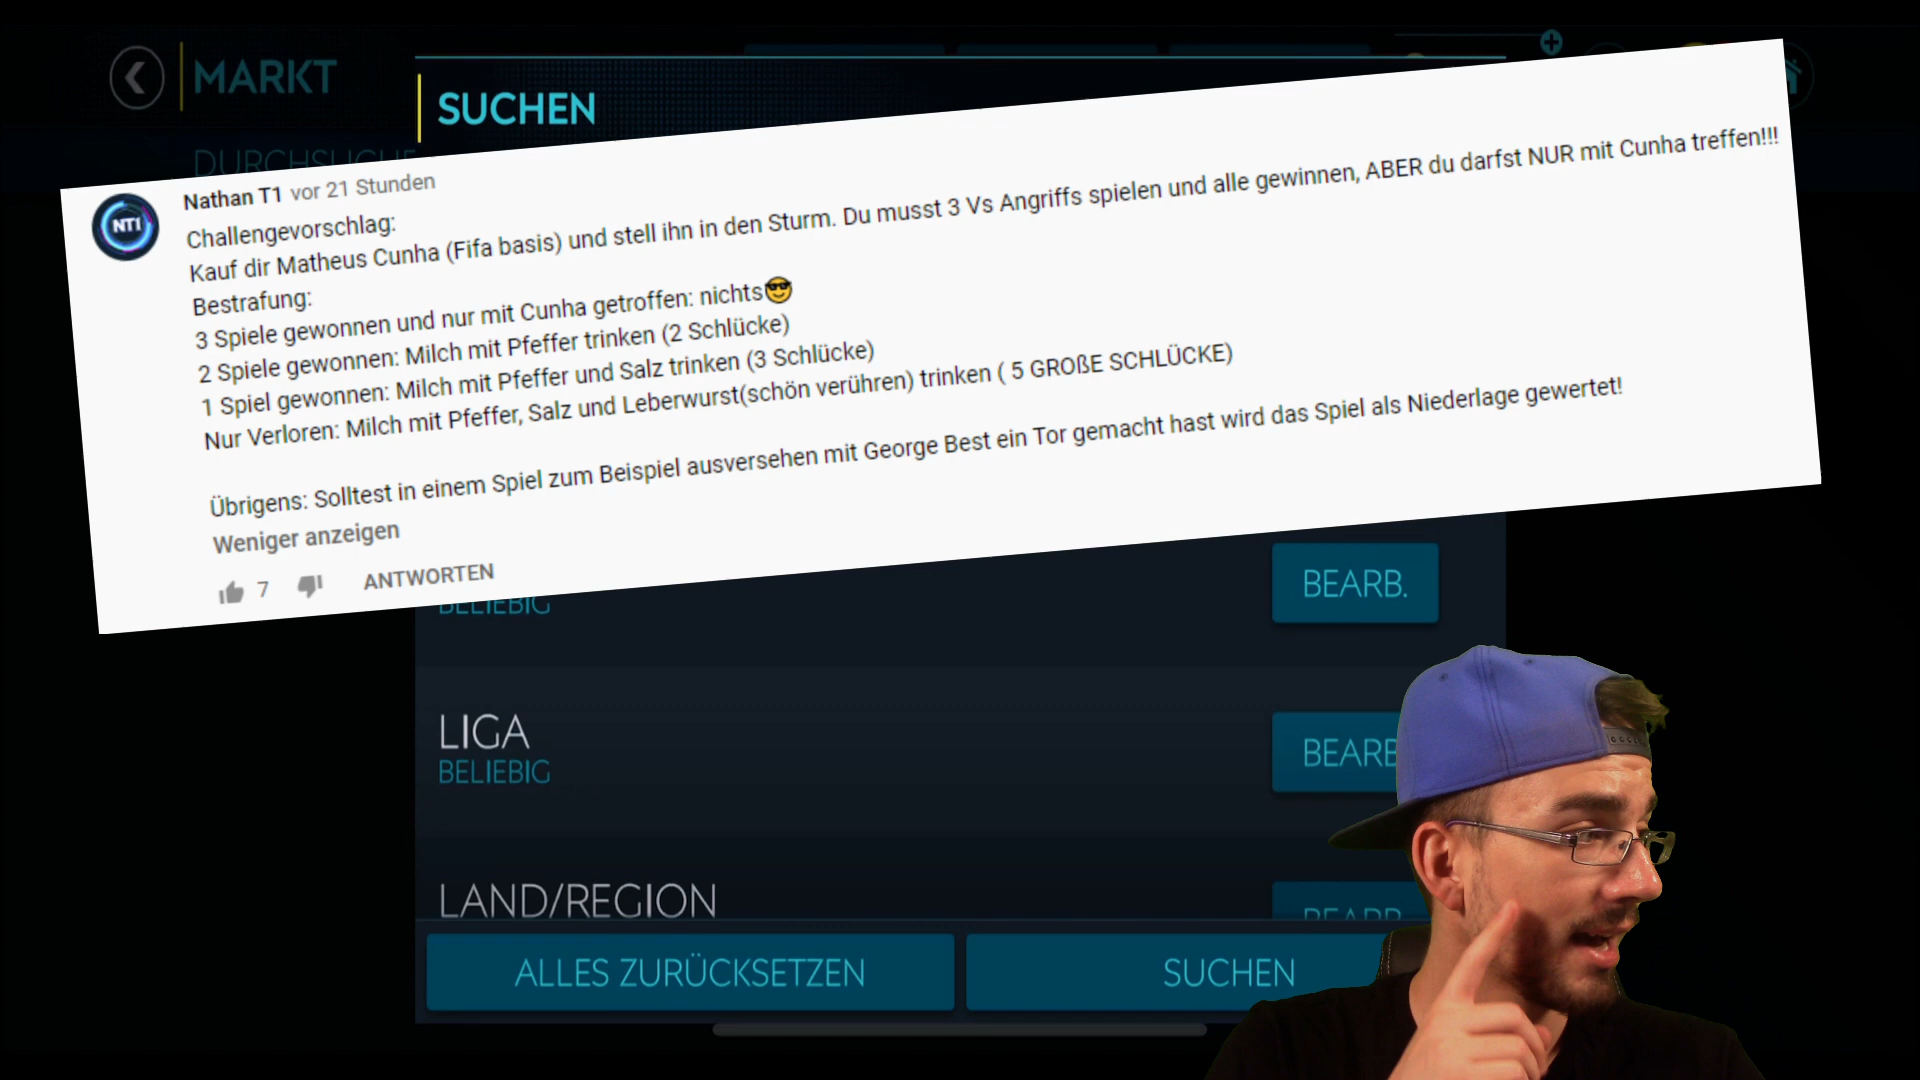 MARKT
SUCHEN
DURCHSUCHE
NT1
Nathan T1 vor 21 Stunden
Challengevorschlag:
Kauf dir Matheus Cunha (Fifa basis) und stell ihn in den Sturm. Du musst 3 Vs Angriffs spielen und alle gewinnen, ABER du darfst NUR mit Cunha treffen!!!
Bestrafung:
3 Spiele gewonnen und nur mit Cunha getroffen: nichts😎
2 Spiele gewonnen: Milch mit Pfeffer trinken (2 Schlücke)
1 Spiel gewonnen: Milch mit Pfeffer und Salz trinken (3 Schlücke)
Nur Verloren: Milch mit Pfeffer, Salz und Leberwurst(schön verühren) trinken ( 5 GROßE SCHLÜCKE)
Übrigens: Solltest in einem Spiel zum Beispiel ausversehen mit George Best ein Tor gemacht hast wird das Spiel als Niederlage gewertet!
Weniger anzeigen
7 ANTWORTEN
BELIEBIG
BEARB.
LIGA
BELIEBIG
BEARB
LAND/REGION
BEARB
ALLES ZURÜCKSETZEN
SUCHEN